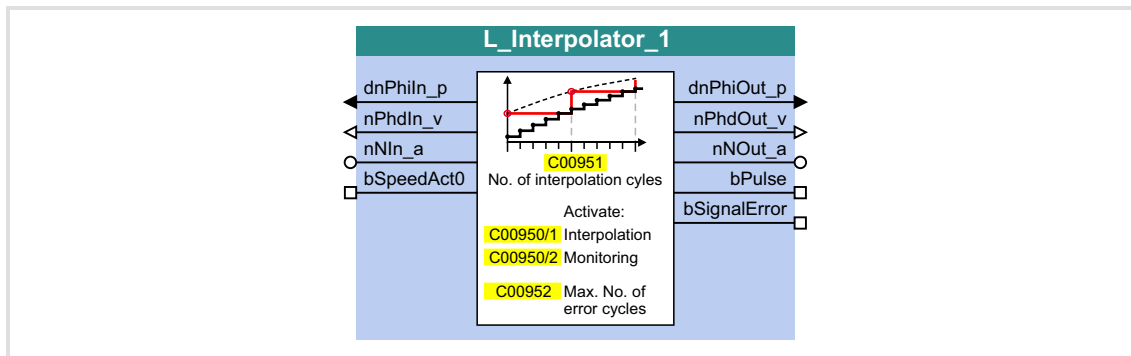 L_Interpolator_1
dnPhiIn_p
nPhdIn_v
nNIn_a
bSpeedAct0
C00951
No. of interpolation cyles
Activate:
C00950/1 Interpolation
C00950/2 Monitoring
C00952 Max. No. of
error cycles
dnPhiOut_p
nPhdOut_v
nNOut_a
bPulse
bSignalError